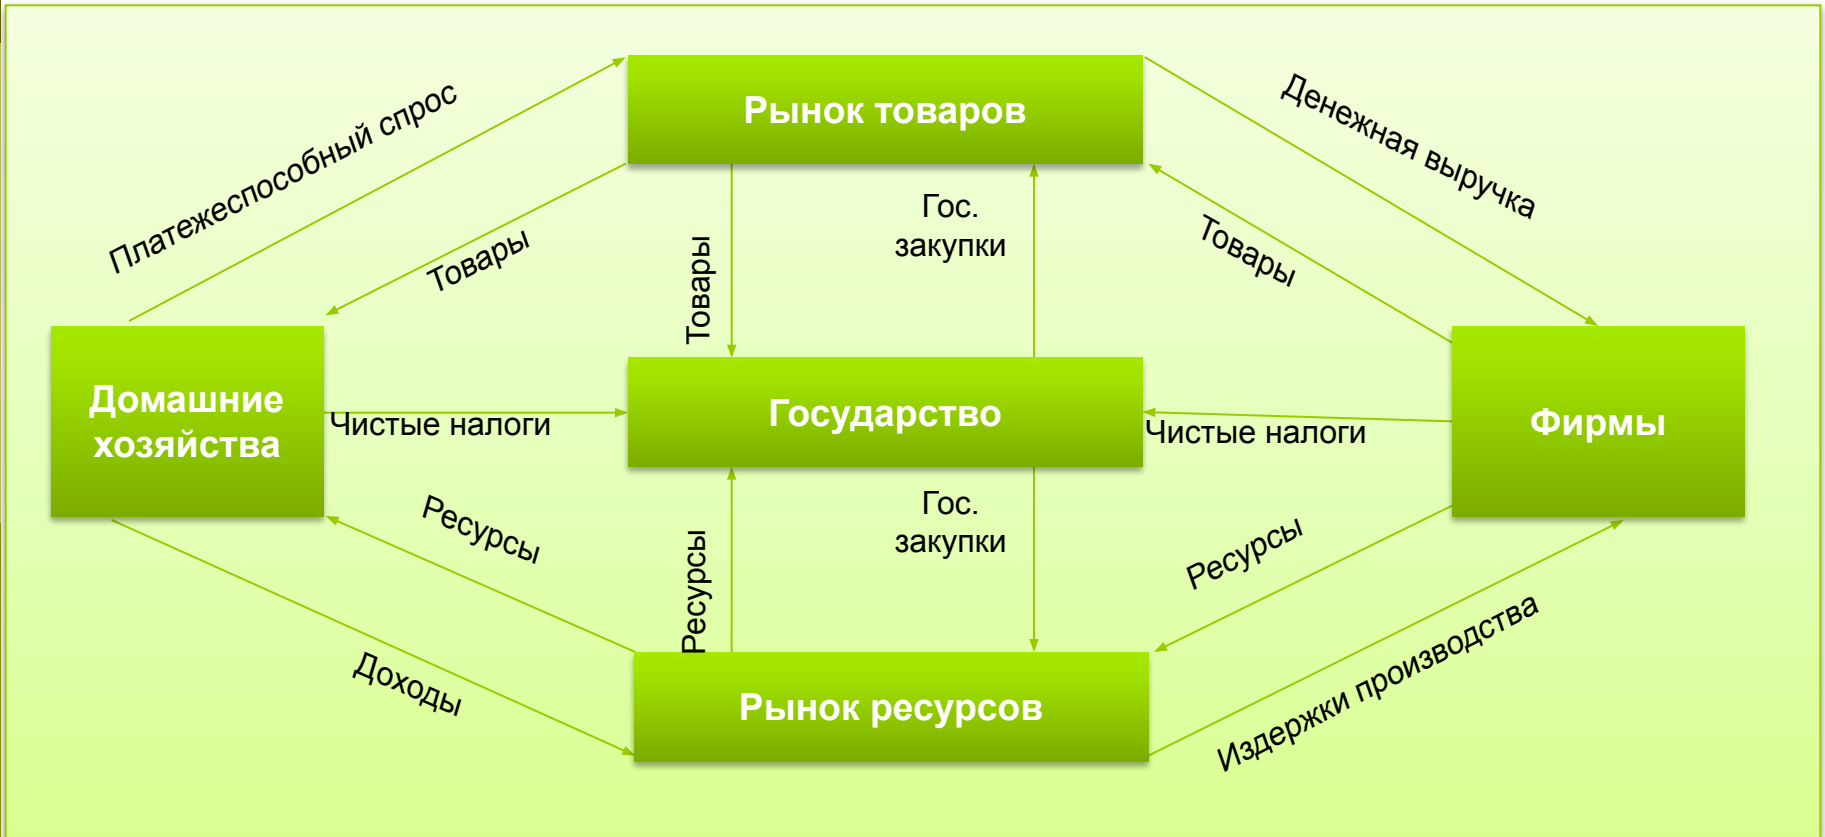 Рынок товаров
Платежеспособный спрос
Денежная выручка
Товары
Товары
Гос.
закупки
Товары
Домашние
хозяйства
Чистые налоги
Государство
Чистые налоги
Фирмы
Ресурсы
Ресурсы
Гос.
закупки
Ресурсы
Доходы
Рынок ресурсов
Издержки производства